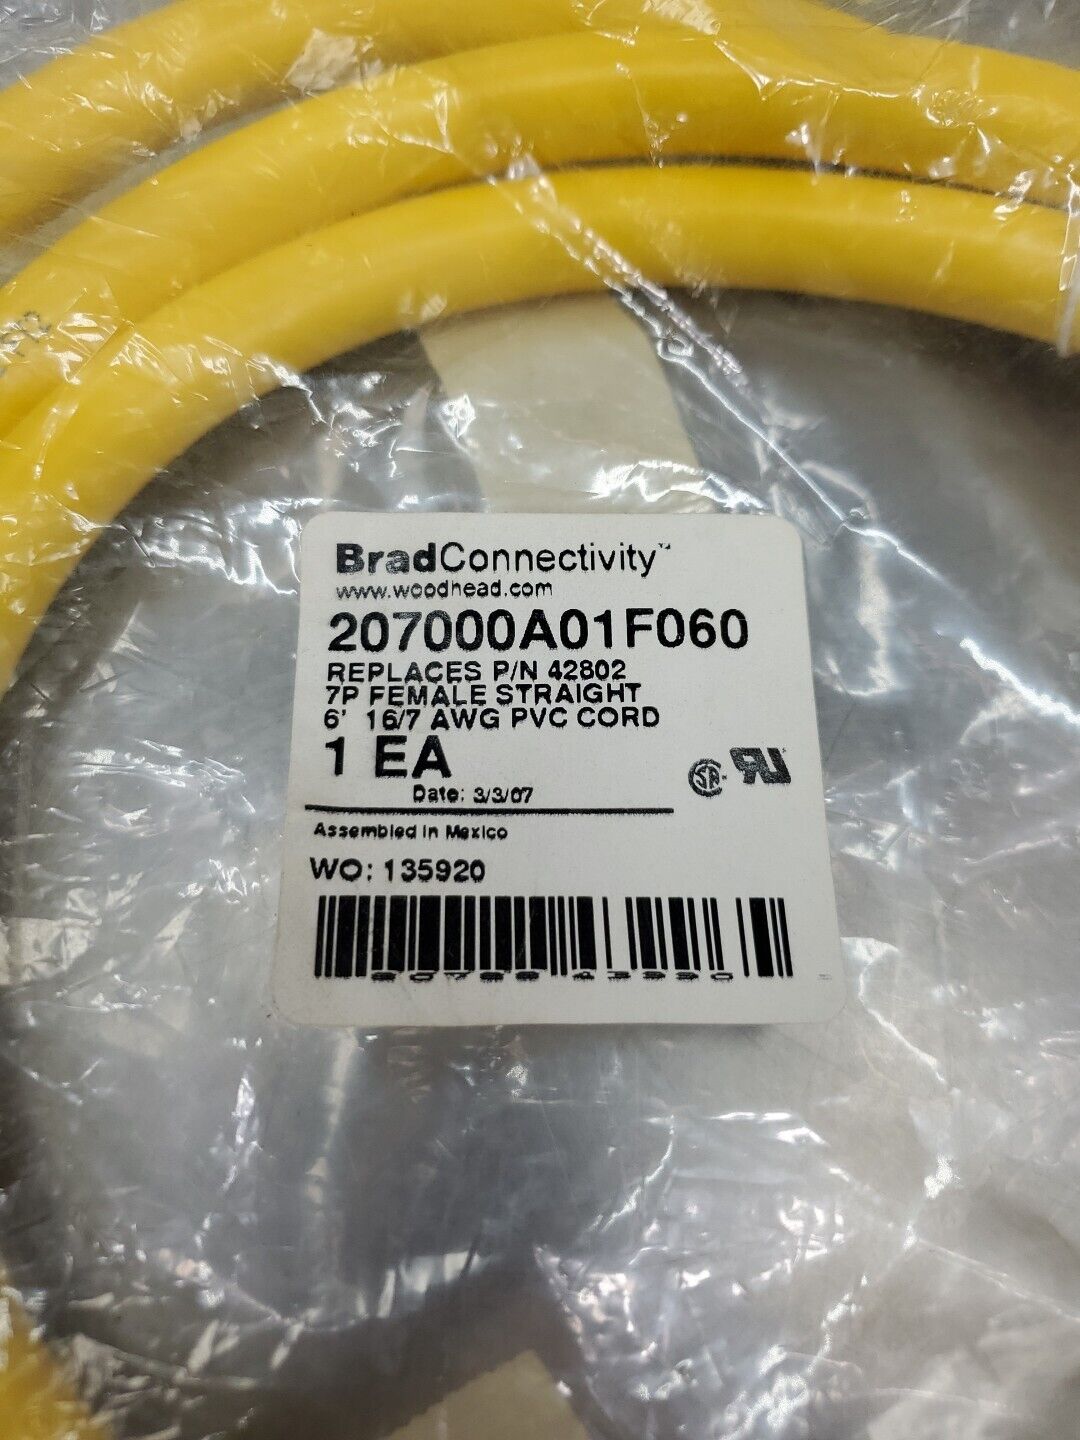 BradConnectivity™
www.woodhead.com
207000A01F060
REPLACES P/N 42802
7P FEMALE STRAIGHT
6' 16/7 AWG PVC CORD
1 EA
Date: 3/3/07
Assembled in Mexico
WO: 135920